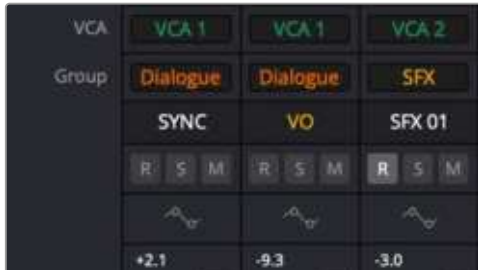 VCA VCA 1 VCA 1 VCA 2
Group Dialogue Dialogue SFX
SYNC VO SFX 01
R S M R S M R S M
+2.1 -9.3 -3.0